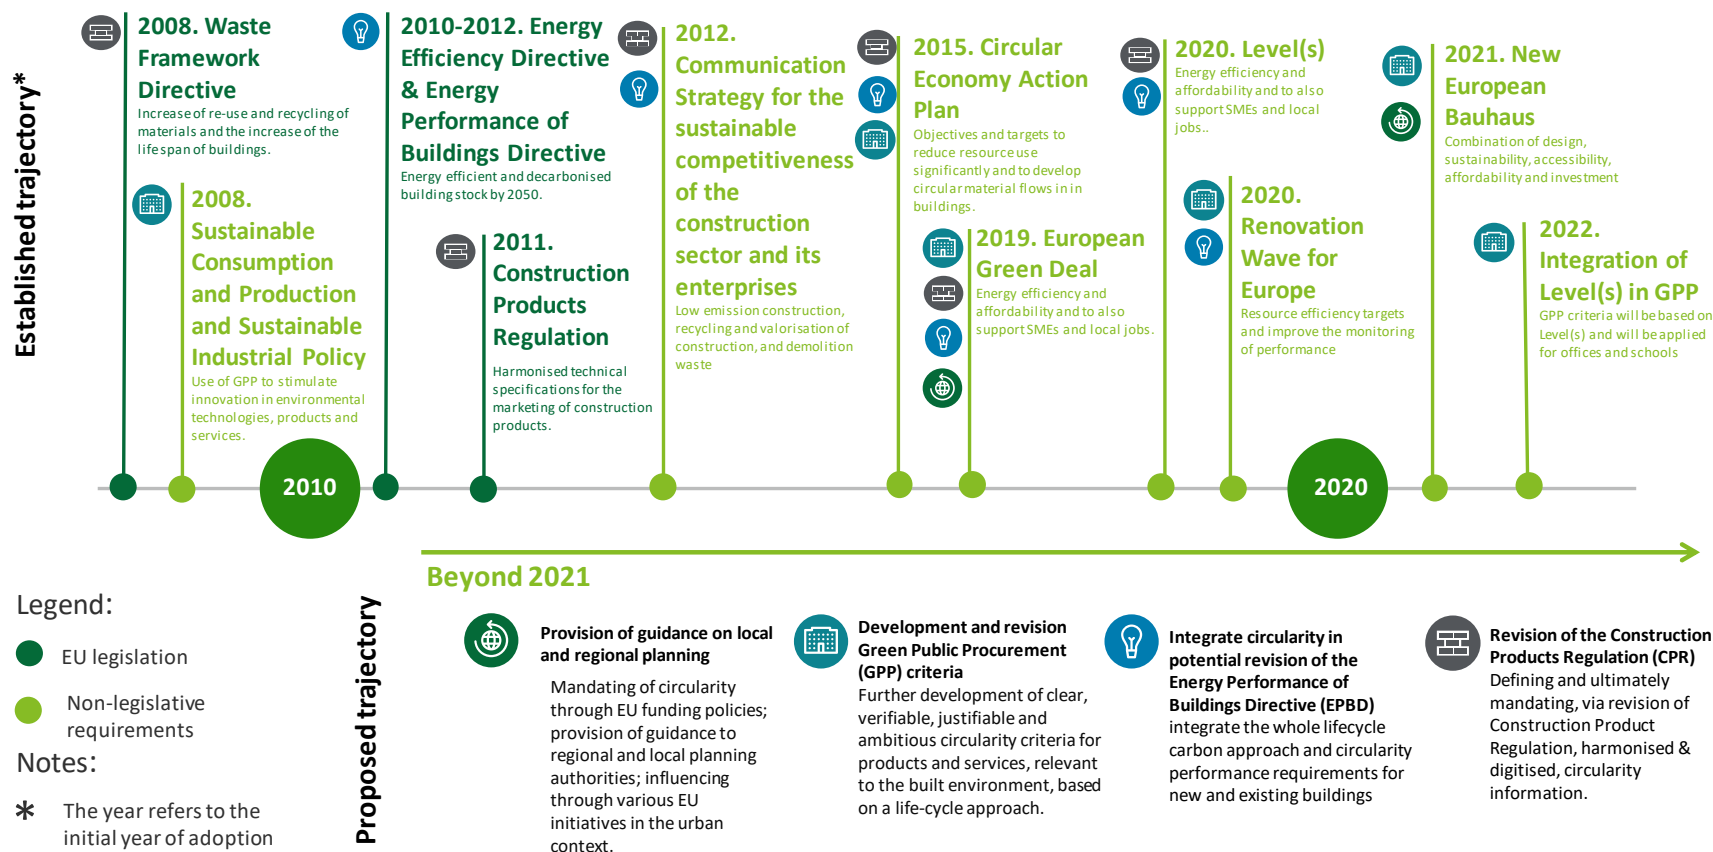 Established trajectory*
2008. Waste
Framework
Directive
Increase of re-use and recycling of
materials and the increase of the
life span of buildings.
2008.
Sustainable
Consumption
and Production
and Sustainable
Industrial Policy
Use of GPP to stimulate
innovation in environmental
technologies, products and
services.
2010-2012. Energy
Efficiency Directive
& Energy
Performance of
Buildings Directive
Energy efficient and decarbonised
building stock by 2050.
2011.
Construction
Products
Regulation
Harmonised technical
specifications for the
marketing of construction
products.
2012.
Communication
Strategy for the
sustainable
competitiveness
of the
construction
sector and its
enterprises
Low emission construction,
recycling and valorisation of
construction, and demolition
waste
2015. Circular
Economy Action
Plan
Objectives and targets to
reduce resource use
significantly and to develop
circular material flows in in
buildings.
2019. European
Green Deal
Energy efficiency and
affordability and to also
support SMEs and local jobs.
2020. Level(s)
Energy efficiency and
affordability and to also
support SMEs and local
jobs..
2020.
Renovation
Wave for
Europe
Resource efficiency targets
and improve the monitoring
of performance
2021. New
European
Bauhaus
Combination of design,
sustainability, accessibility,
affordability and investment
2022.
Integration of
Level(s) in GPP
GPP criteria will be based on
Level(s) and will be applied
for offices and schools
2010
2020
Beyond 2021
Legend:
EU legislation
Non-legislative
requirements
Notes:
* The year refers to the
initial year of adoption
Proposed trajectory
Provision of guidance on local
and regional planning
Mandating of circularity
through EU funding policies;
provision of guidance to
regional and local planning
authorities; influencing
through various EU
initiatives in the urban
context.
Development and revision
Green Public Procurement
(GPP) criteria
Further development of clear,
verifiable, justifiable and
ambitious circularity criteria for
products and services, relevant
to the built environment, based
on a life-cycle approach.
Integrate circularity in
potential revision of the
Energy Performance of
Buildings Directive (EPBD)
integrate the whole lifecycle
carbon approach and circularity
performance requirements for
new and existing buildings
Revision of the Construction
Products Regulation (CPR)
Defining and ultimately
mandating, via revision of
Construction Product
Regulation, harmonised &
digitised, circularity
information.